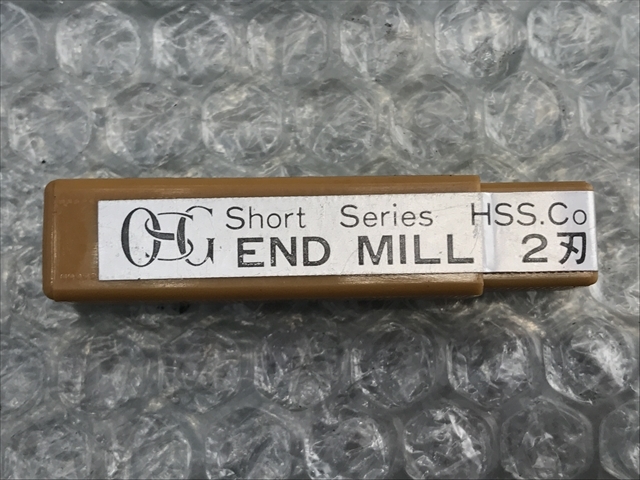 OSG Short Series HSS.Co
END MILL 2刃